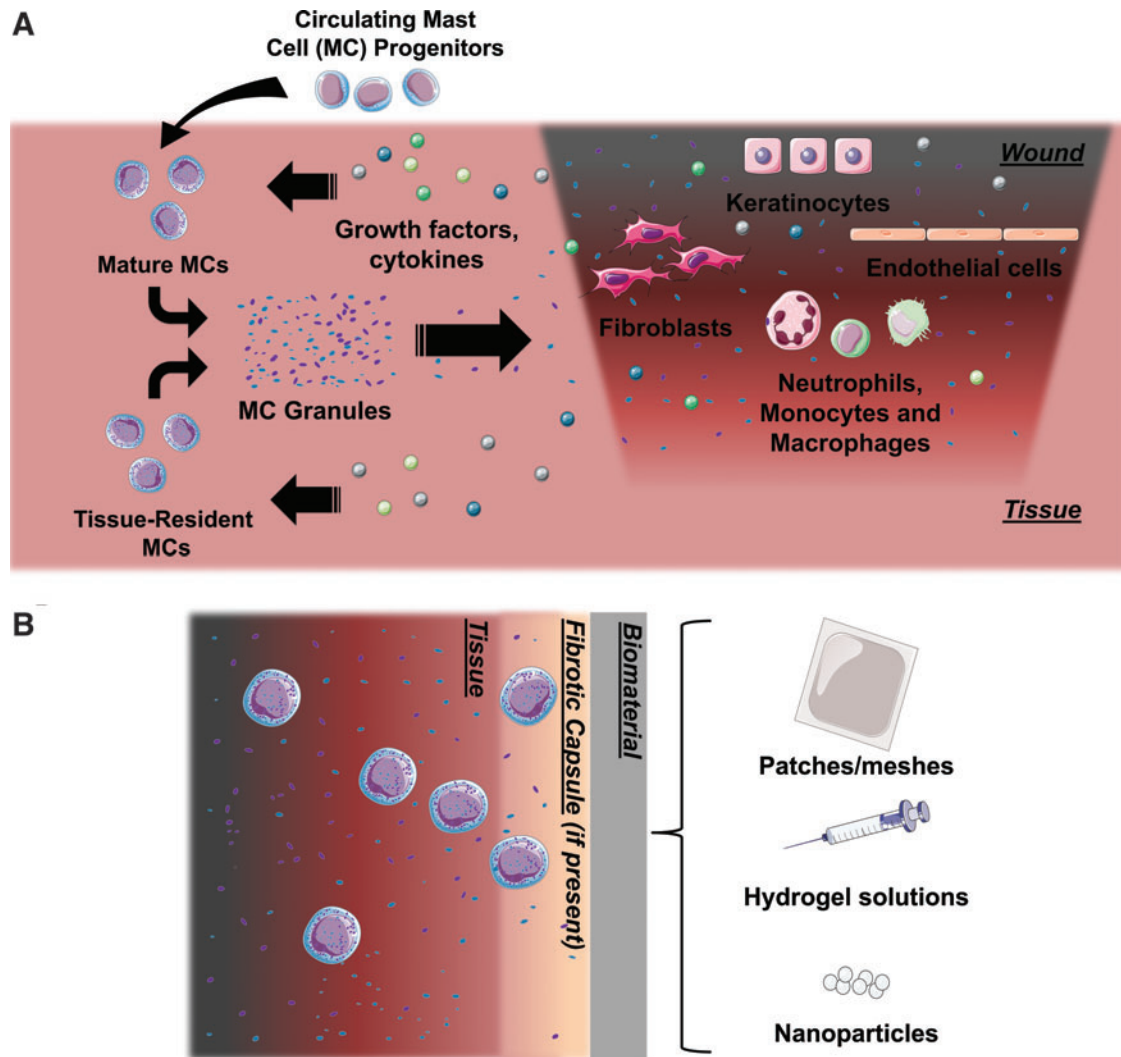 A
Circulating Mast
Cell (MC) Progenitors
Wound
Keratinocytes
Growth factors,
cytokines
Mature MCs
Endothelial cells
Fibroblasts
MC Granules
Neutrophils,
Monocytes and
Macrophages
Tissue-Resident
MCs
Tissue
B
Tissue
Fibrotic Capsule (if present)
Biomaterial
Patches/meshes
Hydrogel solutions
Nanoparticles